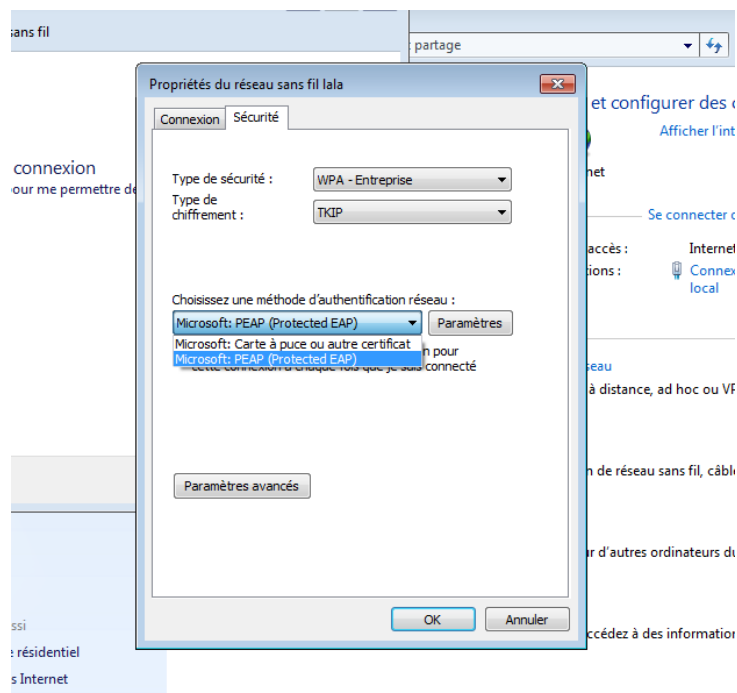 sans fil
partage
Propriétés du réseau sans fil lala
Connexion Sécurité
et configurer des
Afficher l'int
connexion
our me permettre de
Type de sécurité : WPA - Entreprise
Type de
chiffrement : TKIP
net
Se connecter
accès : Internet
ions : Connex
local
Choisissez une méthode d'authentification réseau :
Microsoft: PEAP (Protected EAP) Paramètres
Microsoft: Carte à puce ou autre certificat
Microsoft: PEAP (Protected EAP)
n pour
cette connexion à chaque fois que je suis connecté
seau
à distance, ad hoc ou VP
n de réseau sans fil, câble
Paramètres avancés
ur d'autres ordinateurs du
OK Annuler
ccédez à des information
ssi
résidentiel
s Internet